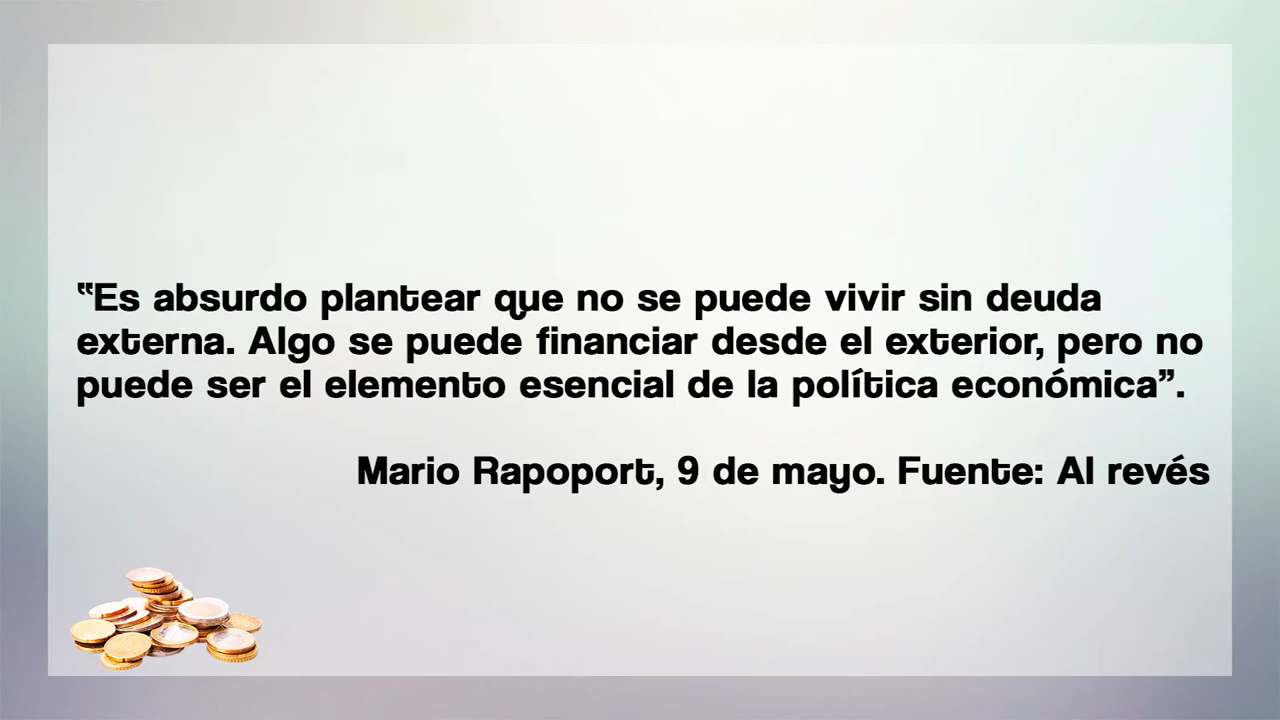 “Es absurdo plantear que no se puede vivir sin deuda
externa. Algo se puede financiar desde el exterior, pero no
puede ser el elemento esencial de la política económica”.
Mario Rapoport, 9 de mayo. Fuente: Al revés